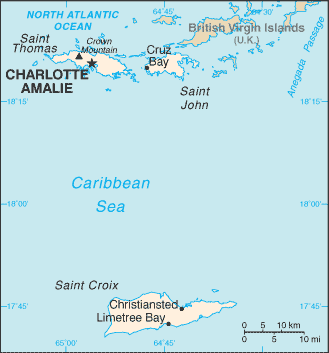 64 45
NORTH ATLANTIC
OCEAN
Saint
Thomas
Crown
Mountain
Cruz
Bay
British Virgin Islands
(U.K.)
Anegada Passage
CHARLOTTE
AMALIE
Saint
John
18°15'
18°15'
Caribbean
Sea
18°00'
18°00'
Saint Croix
Christiansted
Limetree Bay
17°45'
17°45'
0 5 10 km
0 5 10 mi
65 00
64 45